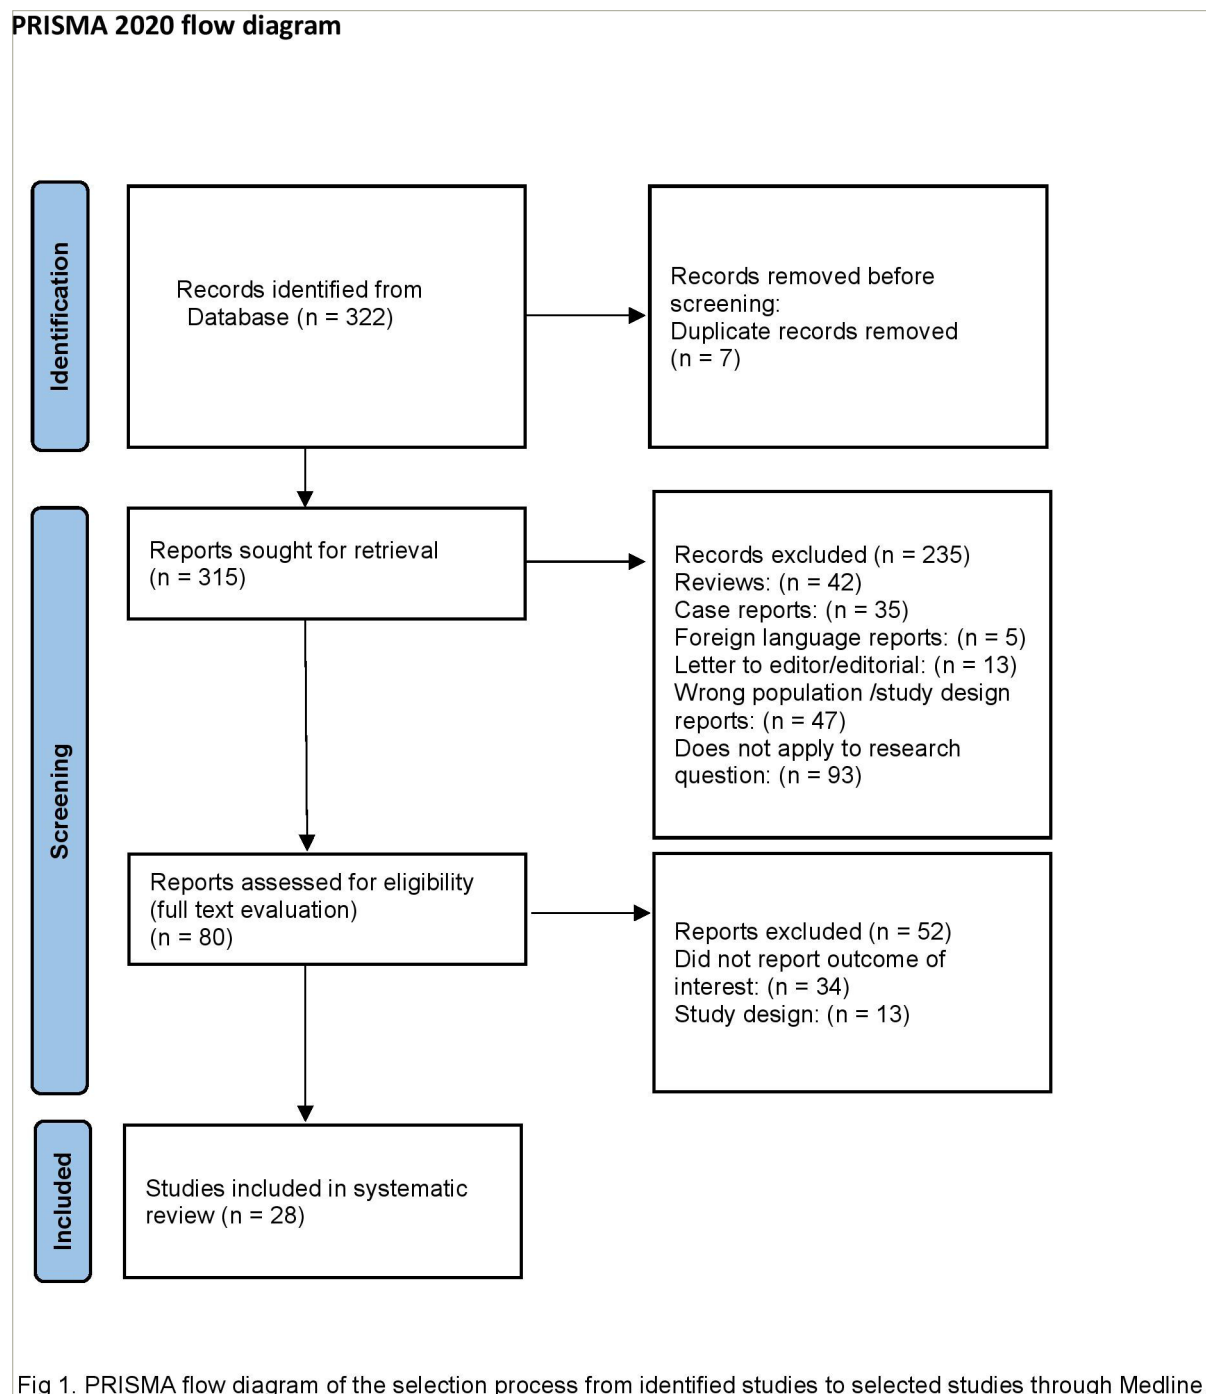 PRISMA 2020 flow diagram
Identification
Records identified from
Database (n = 322)
Records removed before
screening:
Duplicate records removed
(n = 7)
Screening
Reports sought for retrieval
(n = 315)
Records excluded (n = 235)
Reviews: (n = 42)
Case reports: (n = 35)
Foreign language reports: (n = 5)
Letter to editor/editorial: (n = 13)
Wrong population /study design
reports: (n = 47)
Does not apply to research
question: (n = 93)
Reports assessed for eligibility
(full text evaluation)
(n = 80)
Reports excluded (n = 52)
Did not report outcome of
interest: (n = 34)
Study design: (n = 13)
Included
Studies included in systematic
review (n = 28)
Fig 1. PRISMA flow diagram of the selection process from identified studies to selected studies through Medline